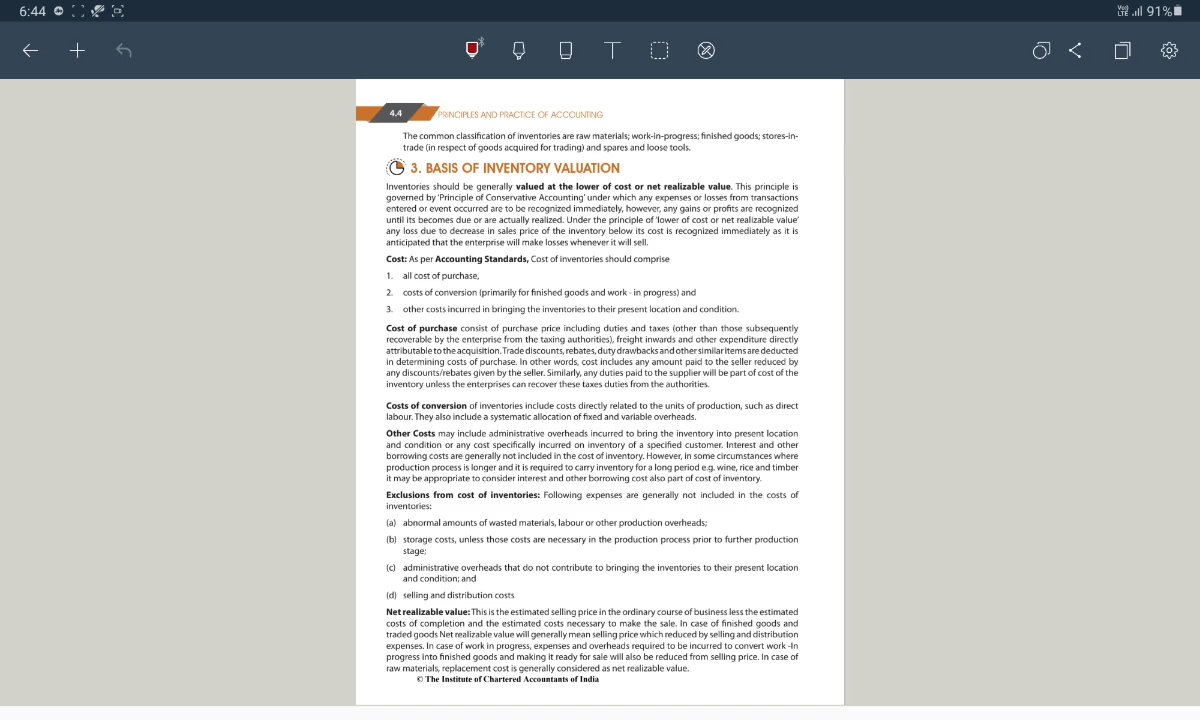 6:44
Vo)) LTE 91%
4.4 PRINCIPLES AND PRACTICE OF ACCOUNTING
The common classification of inventories are raw materials; work-in-progress; finished goods; stores-in-
trade (in respect of goods acquired for trading) and spares and loose tools.
3. BASIS OF INVENTORY VALUATION
Inventories should be generally valued at the lower of cost or net realizable value. This principle is
governed by 'Principle of Conservative Accounting' under which any expenses or losses from transactions
entered or event occurred are to be recognized immediately, however, any gains or profits are recognized
until its becomes due or are actually realized. Under the principle of 'lower of cost or net realizable value'
any loss due to decrease in sales price of the inventory below its cost is recognized immediately as it is
anticipated that the enterprise will make losses whenever it will sell.
Cost: As per Accounting Standards, Cost of inventories should comprise
1. all cost of purchase,
2. costs of conversion (primarily for finished goods and work - in progress) and
3. other costs incurred in bringing the inventories to their present location and condition.
Cost of purchase consist of purchase price including duties and taxes (other than those subsequently
recoverable by the enterprise from the taxing authorities), freight inwards and other expenditure directly
attributable to the acquisition. Trade discounts, rebates, duty drawbacks and other similar items are deducted
in determining costs of purchase. In other words, cost includes any amount paid to the seller reduced by
any discounts/rebates given by the seller. Similarly, any duties paid to the supplier will be part of cost of the
inventory unless the enterprises can recover these taxes duties from the authorities.
Costs of conversion of inventories include costs directly related to the units of production, such as direct
labour. They also include a systematic allocation of fixed and variable overheads.
Other Costs may include administrative overheads incurred to bring the inventory into present location
and condition or any cost specifically incurred on inventory of a specified customer. Interest and other
borrowing costs are generally not included in the cost of inventory. However, in some circumstances where
production process is longer and it is required to carry inventory for a long period e.g. wine, rice and timber
it may be appropriate to consider interest and other borrowing cost also part of cost of inventory.
Exclusions from cost of inventories: Following expenses are generally not included in the costs of
inventories:
(a) abnormal amounts of wasted materials, labour or other production overheads;
(b) storage costs, unless those costs are necessary in the production process prior to further production
stage;
(c) administrative overheads that do not contribute to bringing the inventories to their present location
and condition; and
(d) selling and distribution costs
Net realizable value: This is the estimated selling price in the ordinary course of business less the estimated
costs of completion and the estimated costs necessary to make the sale. In case of finished goods and
traded goods Net realizable value will generally mean selling price which reduced by selling and distribution
expenses. In case of work in progress, expenses and overheads required to be incurred to convert work -In
progress into finished goods and making it ready for sale will also be reduced from selling price. In case of
raw materials, replacement cost is generally considered as net realizable value.
© The Institute of Chartered Accountants of India